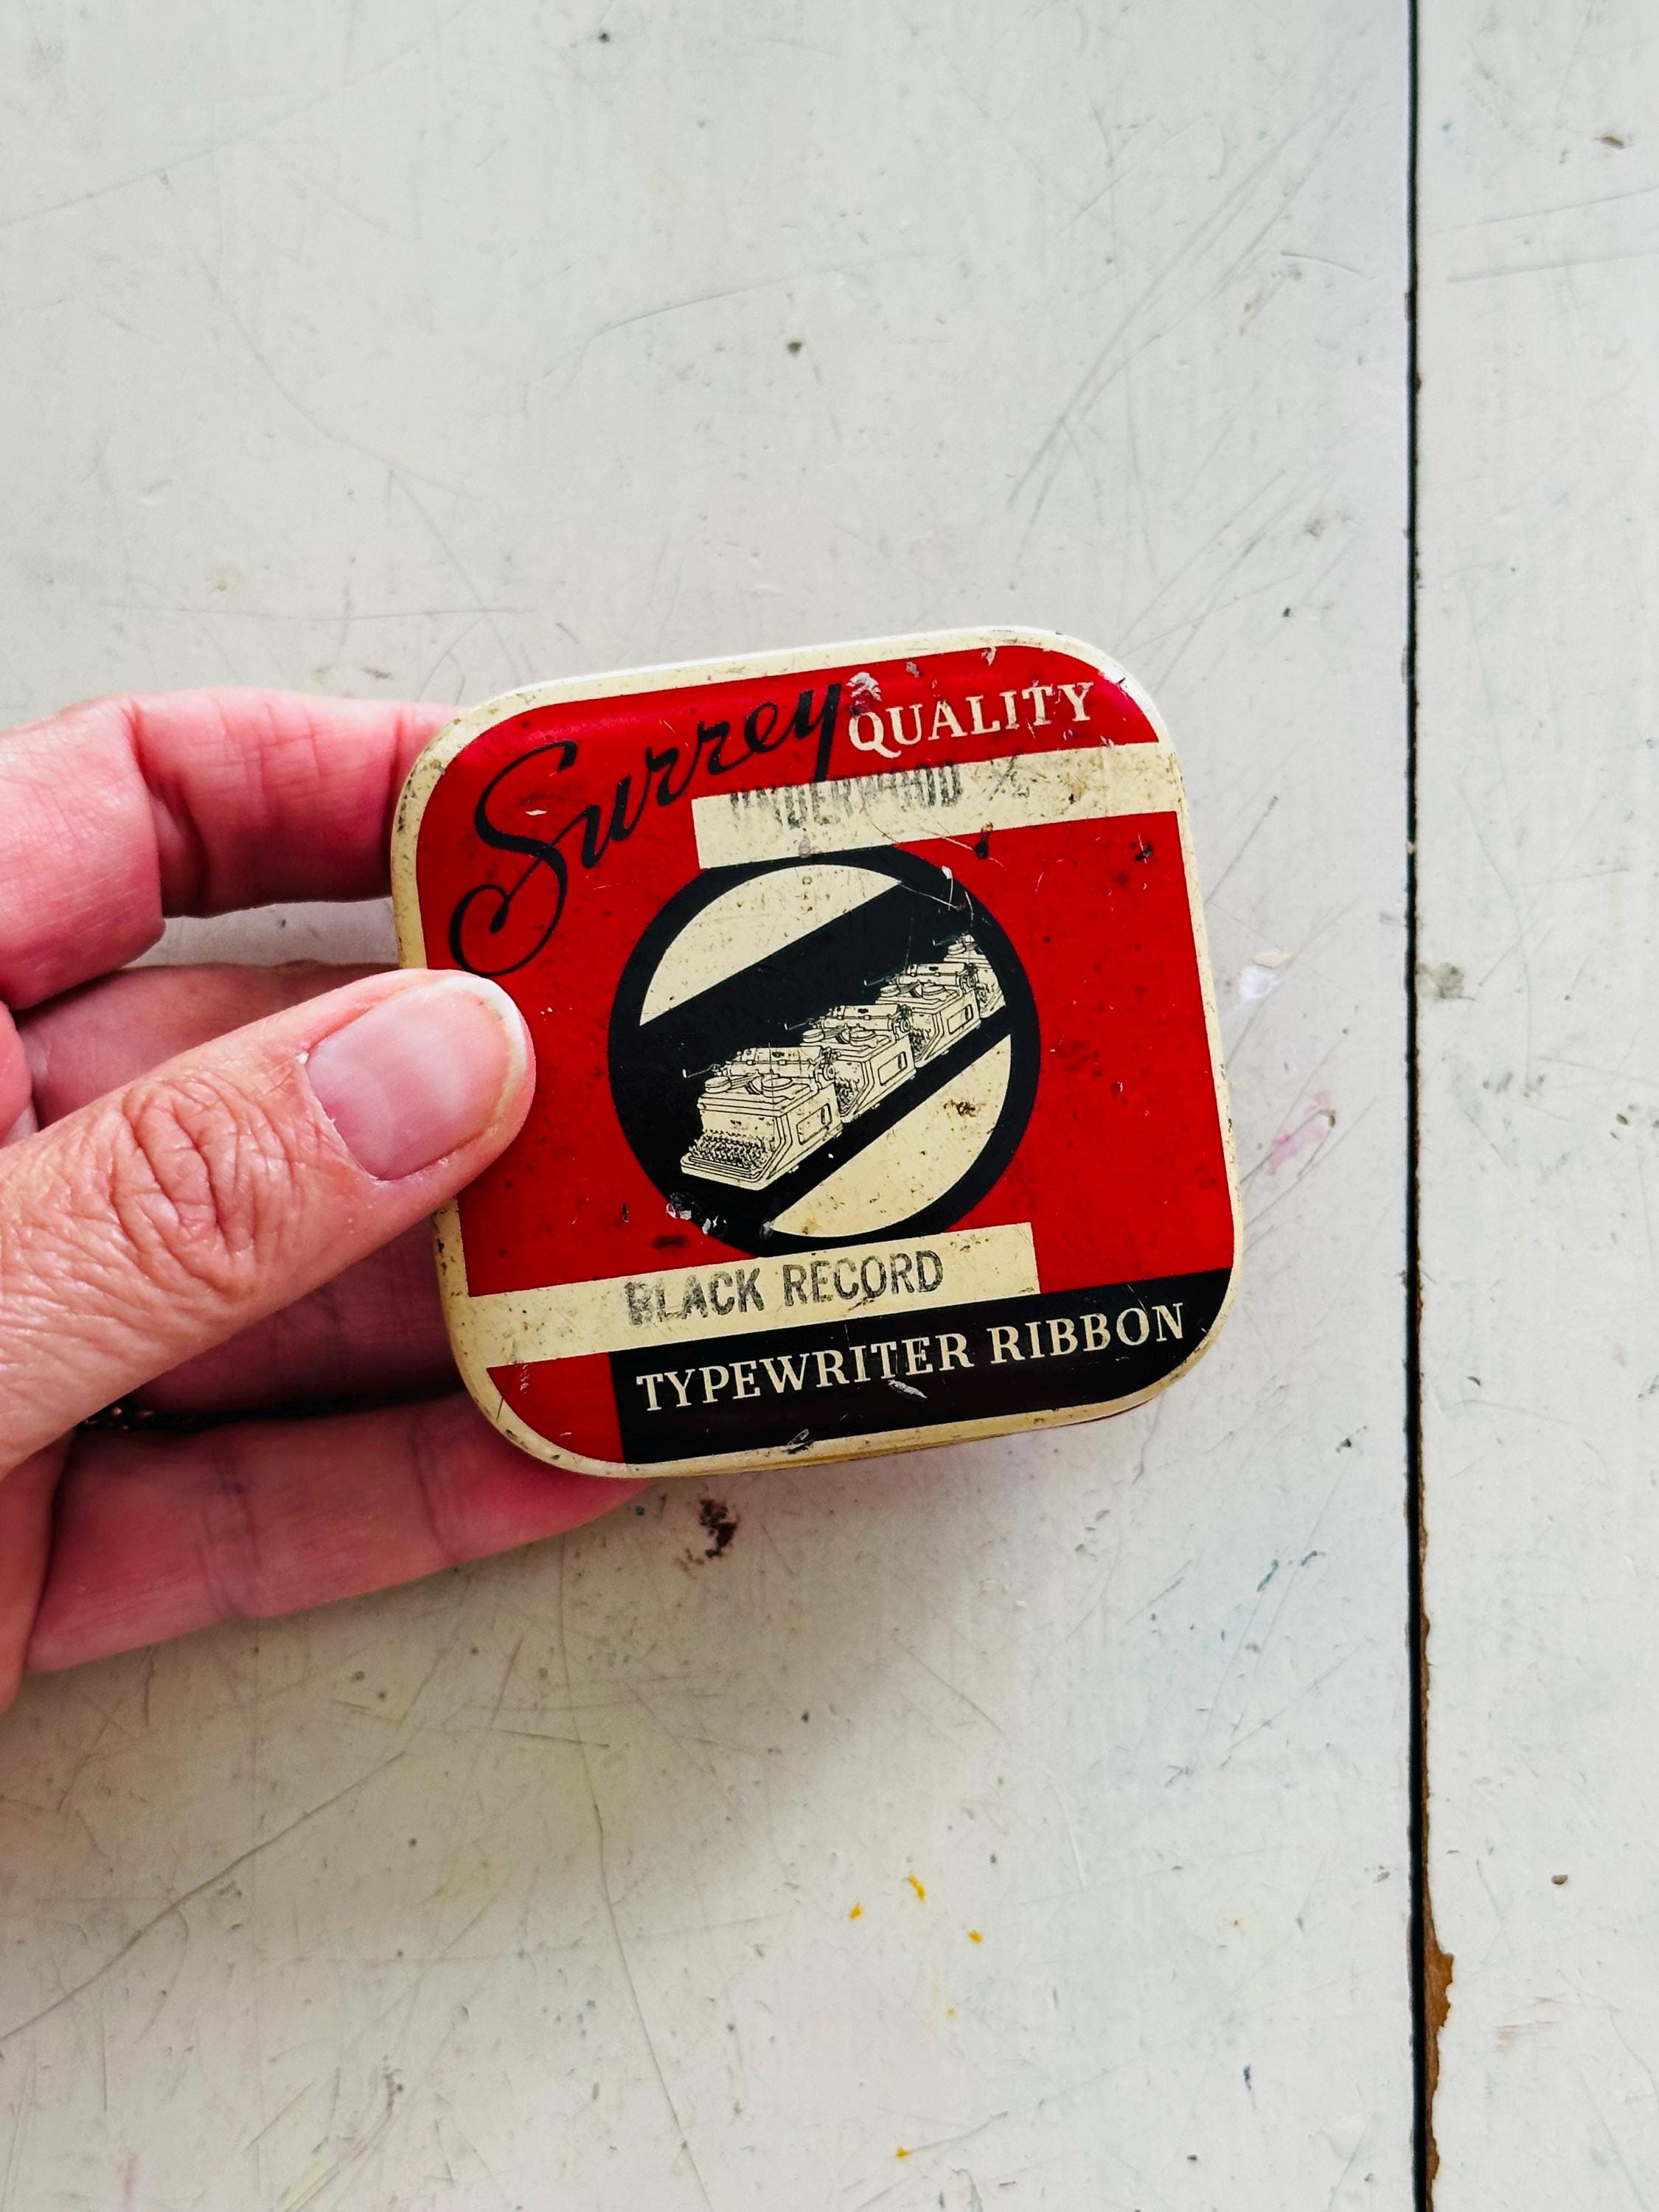 Surrey QUALITY
UNDERWOOD
BLACK RECORD
TYPEWRITER RIBBON